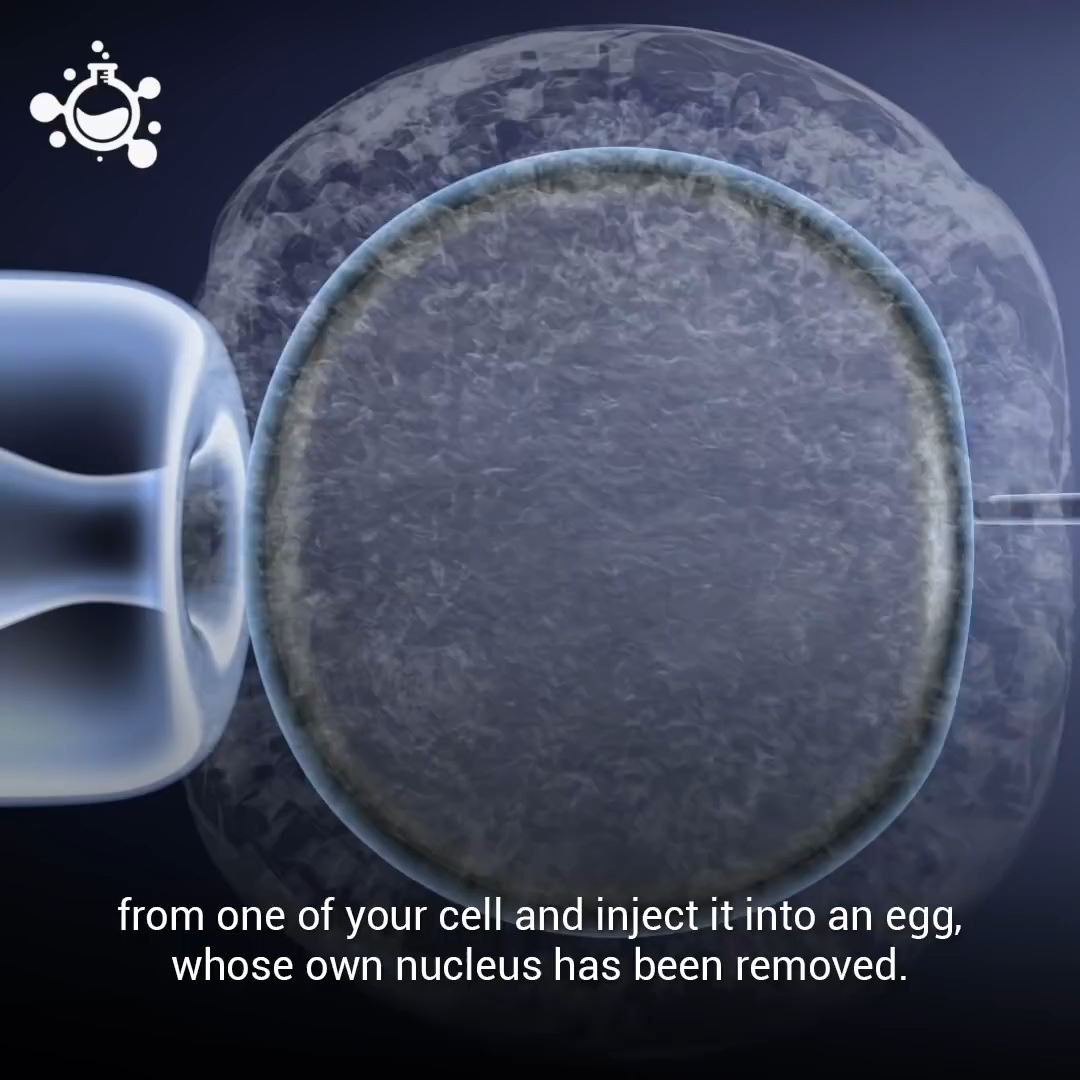 from one of your cell and inject it into an egg,
whose own nucleus has been removed.